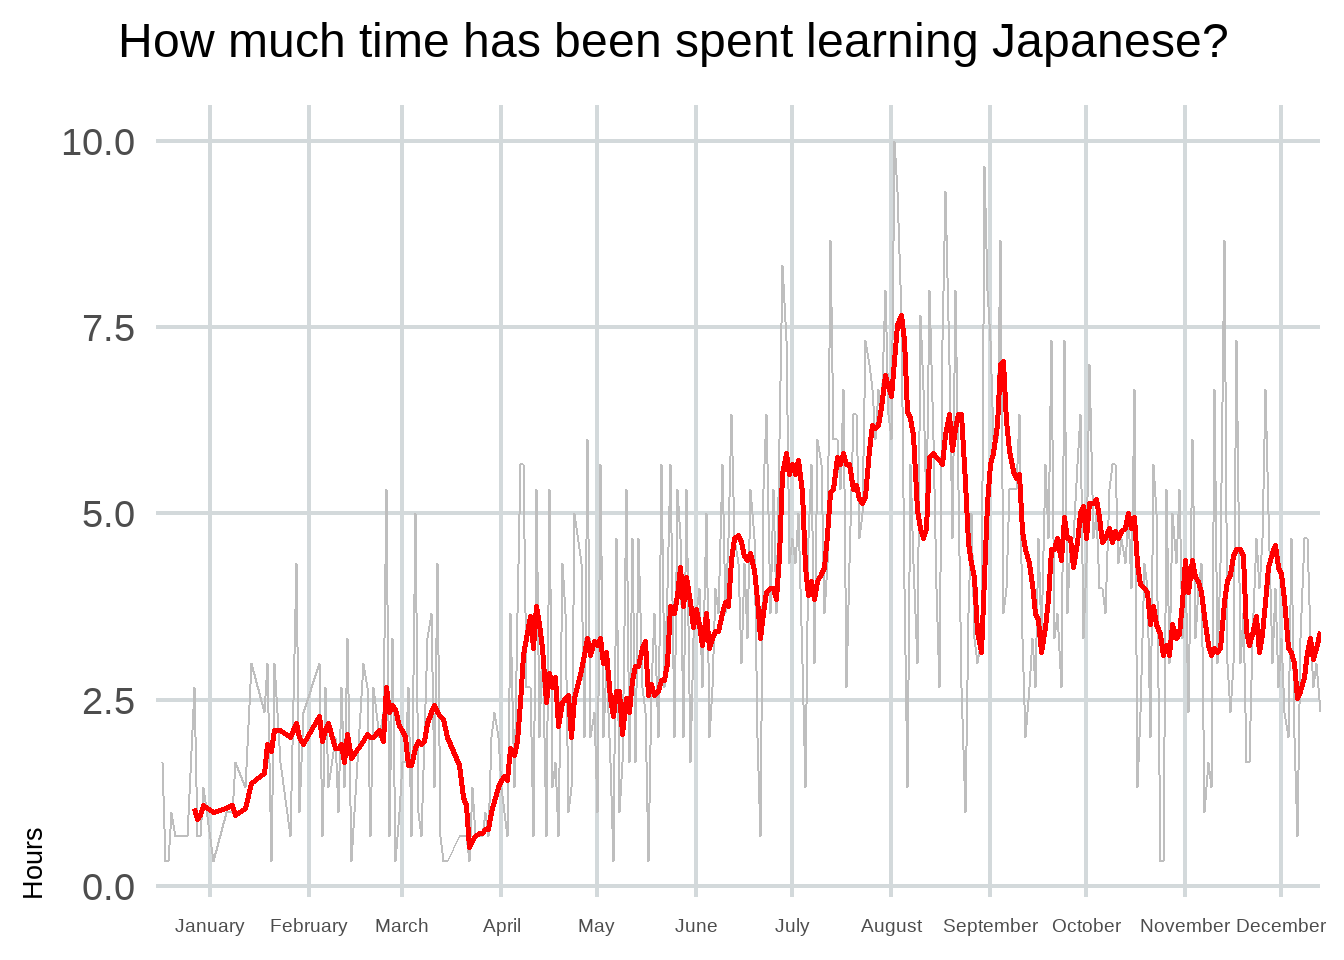 How much time has been spent learning Japanese?
10.0
7.5
5.0
2.5
0.0
Hours
January February March April May June July August September October November December